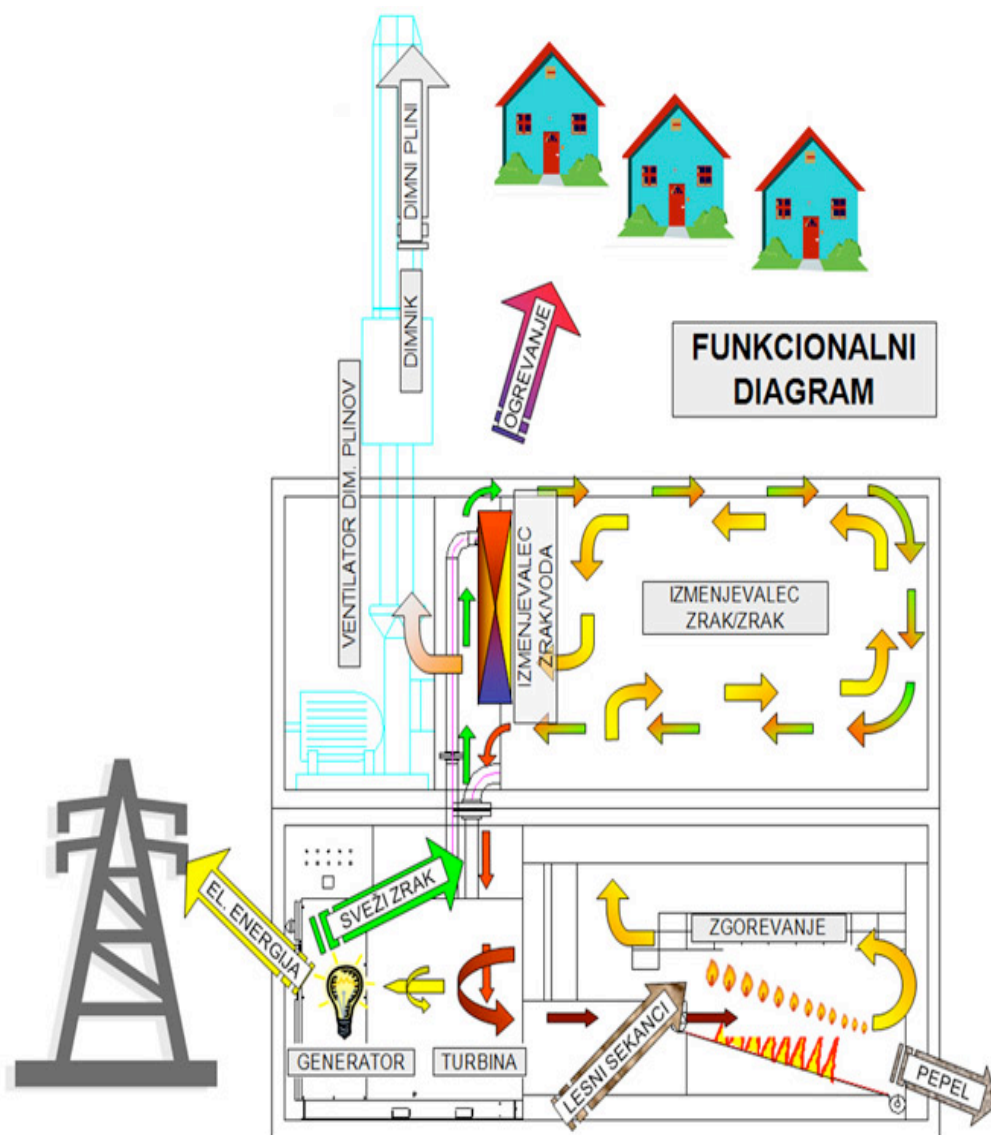 DIMNI PLINI
DIMNIK
VENTILATOR DIM. PLINOV
OGREVANJE
FUNKCIONALNI
DIAGRAM
IZMENJEVALEC
ZRAK/VODA
IZMENJEVALEC
ZRAK/ZRAK
EL. ENERGIJA
SVEŽI ZRAK
ZGOREVANJE
GENERATOR
TURBINA
LESNI SEKANCI
PEPEL